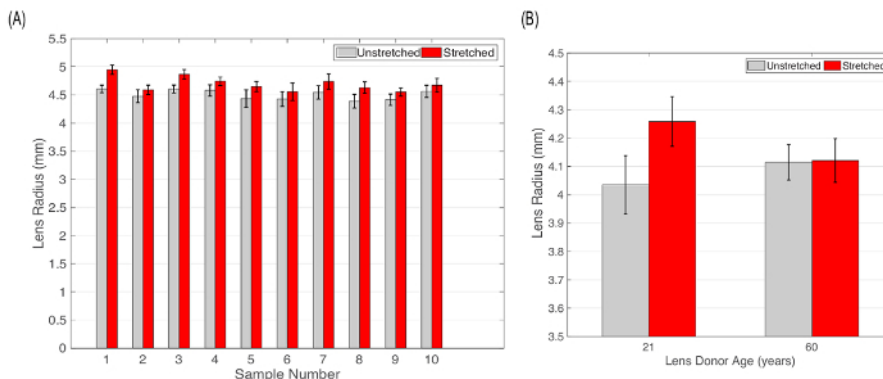 (A)
Unstretched Stretched
Lens Radius (mm)
5.5
5
4.5
4
3.5
3
2.5
2
1.5
1
0.5
0
1 2 3 4 5 6 7 8 9 10
Sample Number
(B)
Unstretched Stretched
Lens Radius (mm)
4.5
4.4
4.3
4.2
4.1
4
3.9
3.8
3.7
3.6
3.5
21 60
Lens Donor Age (years)